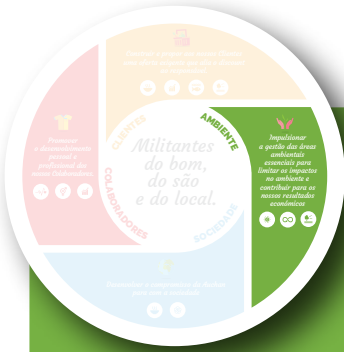 CLIENTES
AMBIENTE
Promover
o desenvolvimento
pessoal e
profissional dos
nossos Colaboradores.
Militantes
do bom,
do são
e do local.
Impulsionar
a gestão das áreas
ambientais
essenciais para
limitar os impactos
no ambiente e
contribuir para os
nossos resultados
económicos
COLABORADORES
SOCIEDADE